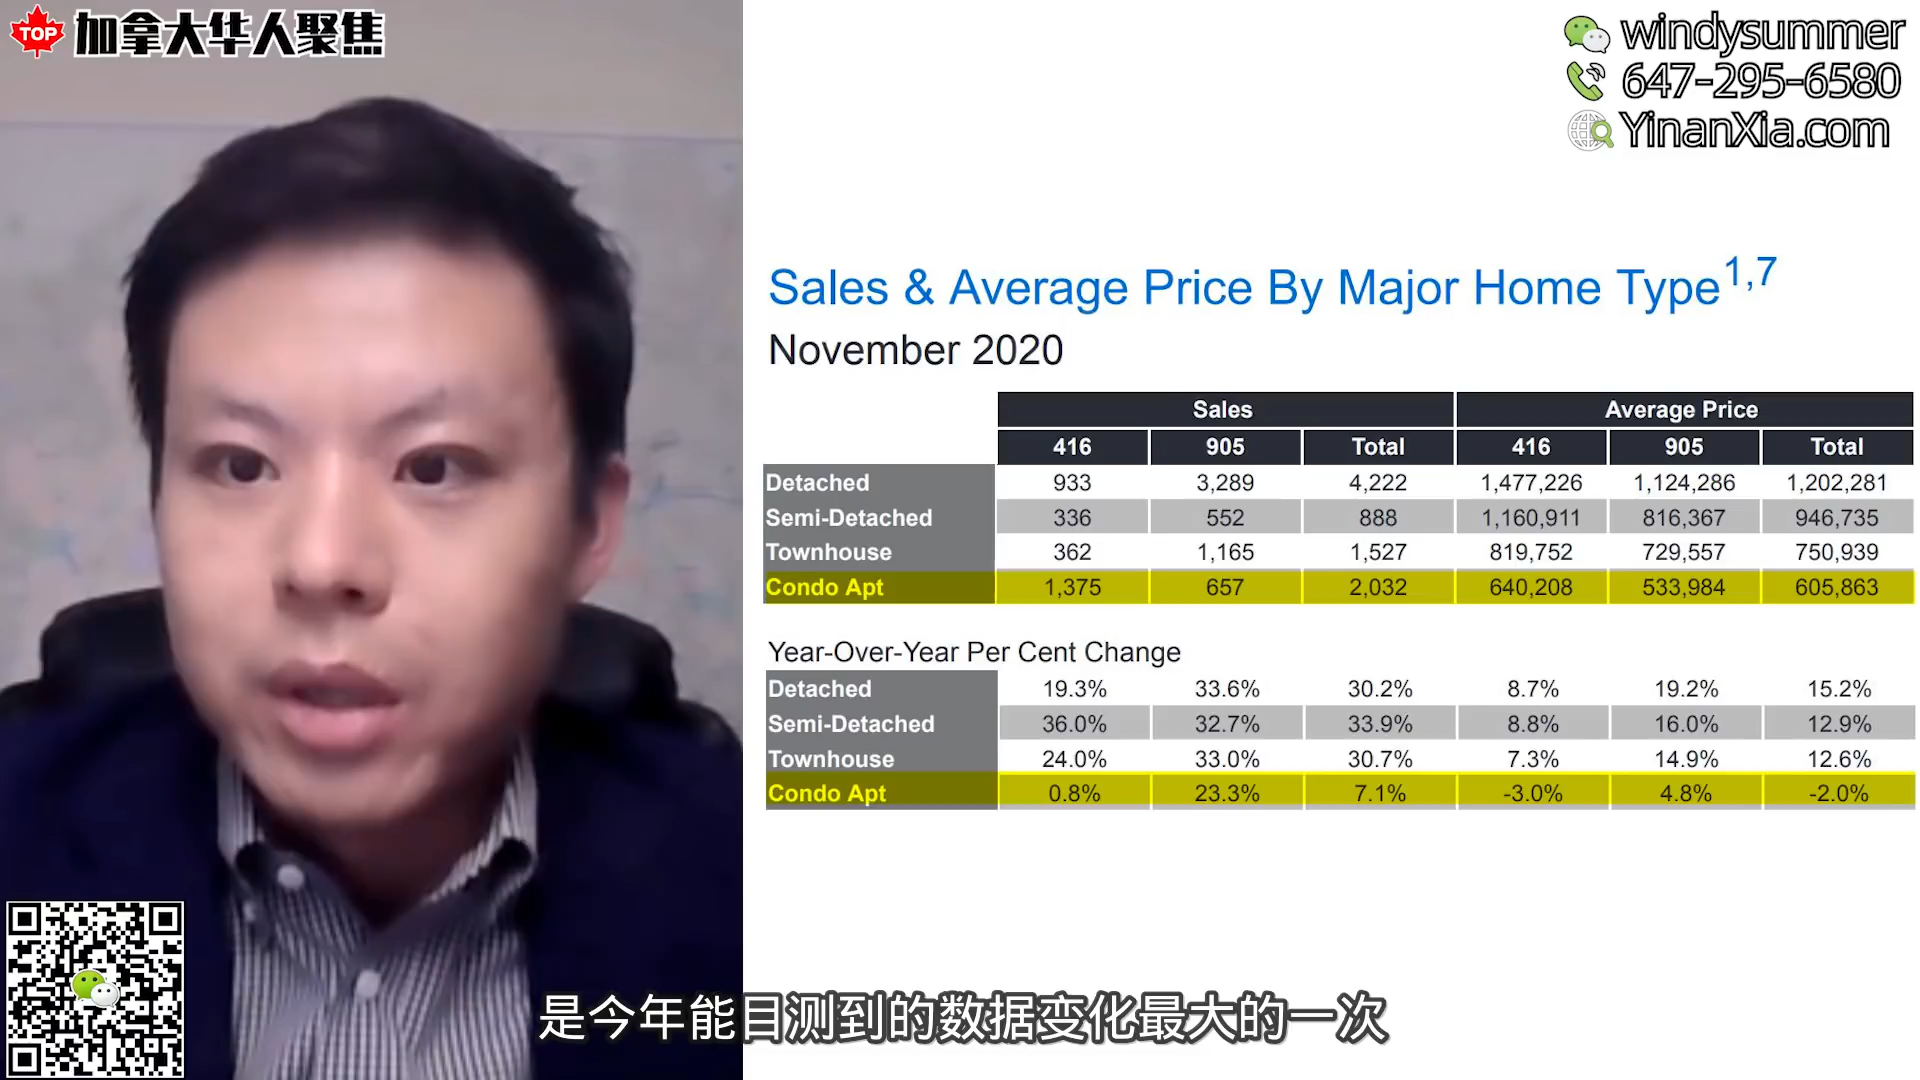 TOP 加拿大华人聚焦
windysummer
647-295-6580
YinanXia.com
Sales & Average Price By Major Home Type1,7
November 2020
Sales Average Price
416 905 Total 416 905 Total
Detached 933 3,289 4,222 1,477,226 1,124,286 1,202,281
Semi-Detached 336 552 888 1,160,911 816,367 946,735
Townhouse 362 1,165 1,527 819,752 729,557 750,939
Condo Apt 1,375 657 2,032 640,208 533,984 605,863
Year-Over-Year Per Cent Change
Detached 19.3% 33.6% 30.2% 8.7% 19.2% 15.2%
Semi-Detached 36.0% 32.7% 33.9% 8.8% 16.0% 12.9%
Townhouse 24.0% 33.0% 30.7% 7.3% 14.9% 12.6%
Condo Apt 0.8% 23.3% 7.1% -3.0% 4.8% -2.0%
是今年能目测到的数据变化最大的一次